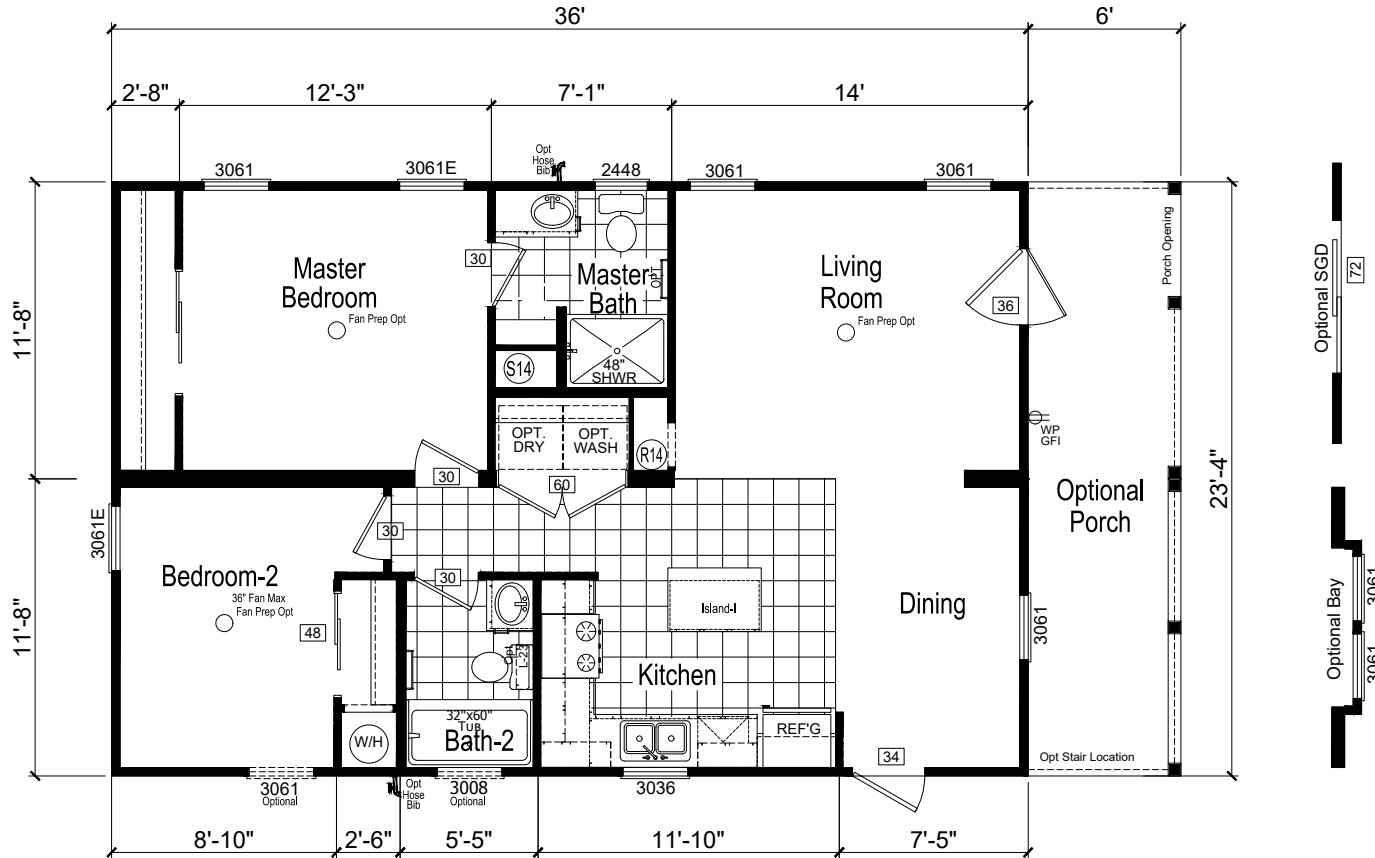 36'
6'
2'-8"
12'-3"
7'-1"
14'
3061
3061E
Opt
Hose
Bib
2448
3061
3061
11'-8"
11'-8"
23'-4"
Master
Bedroom
Fan Prep Opt
30
Master
Bath
OPT
S14
48"
SHWR
Living
Room
Fan Prep Opt
36
Porch Opening
Optional SGD
72
OPT.
DRY
OPT.
WASH
R14
WP
GFI
30
60
Optional
Porch
3061E
30
Bedroom-2
36" Fan Max
Fan Prep Opt
48
30
Opt
L-23
Island-I
Dining
3061
Kitchen
Optional Bay
3061
3061
W/H
32"x60"
Tub
Bath-2
REF'G
34
Opt Stair Location
3061
Optional
Opt
Hose
Bib
3008
Optional
3036
8'-10"
2'-6"
5'-5"
11'-10"
7'-5"